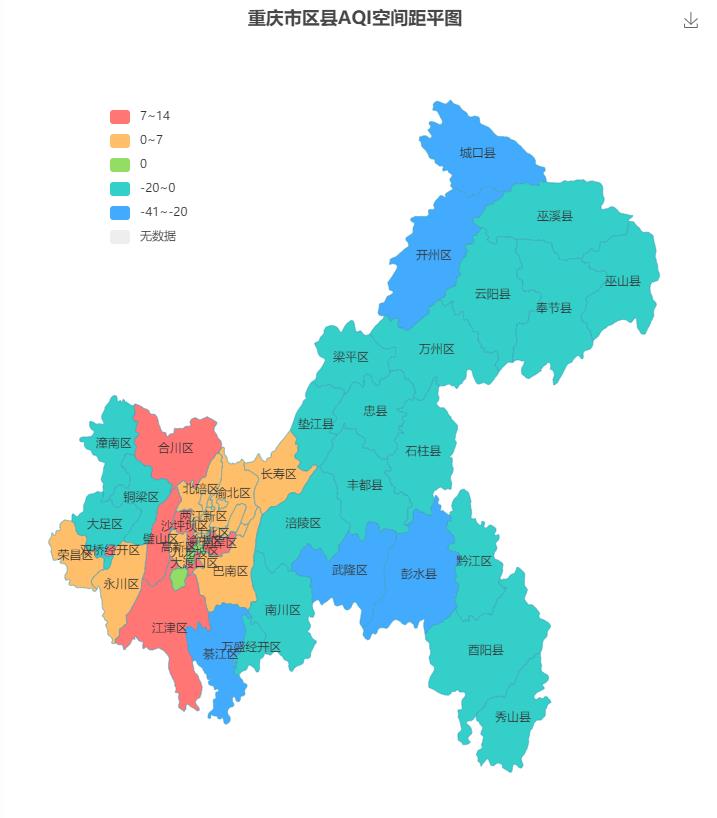 重庆市区县AQI空间距平图
7~14
0~7
0
-20~0
-41~-20
无数据
城口县
巫溪县
开州区
巫山县
云阳县
奉节县
万州区
梁平区
忠县
垫江县
潼南区
合川区
石柱县
长寿区
丰都县
北碚区
渝北区
铜梁区
两江新区
大足区
涪陵区
沙坪坝区
璧山区
高新区
双桥经开区
荣昌区
黔江区
大渡口区
巴南区
武隆区
彭水县
永川区
南川区
江津区
万盛经开区
綦江区
酉阳县
秀山县